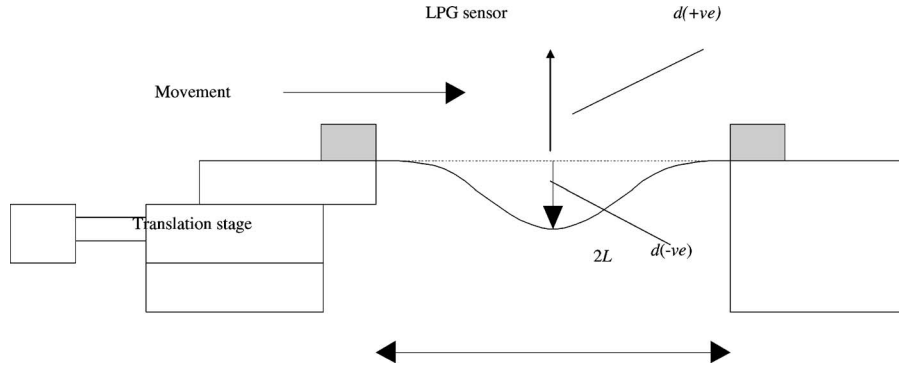 LPG sensor
d(+ve)
Movement
Translation stage
2L
d(-ve)